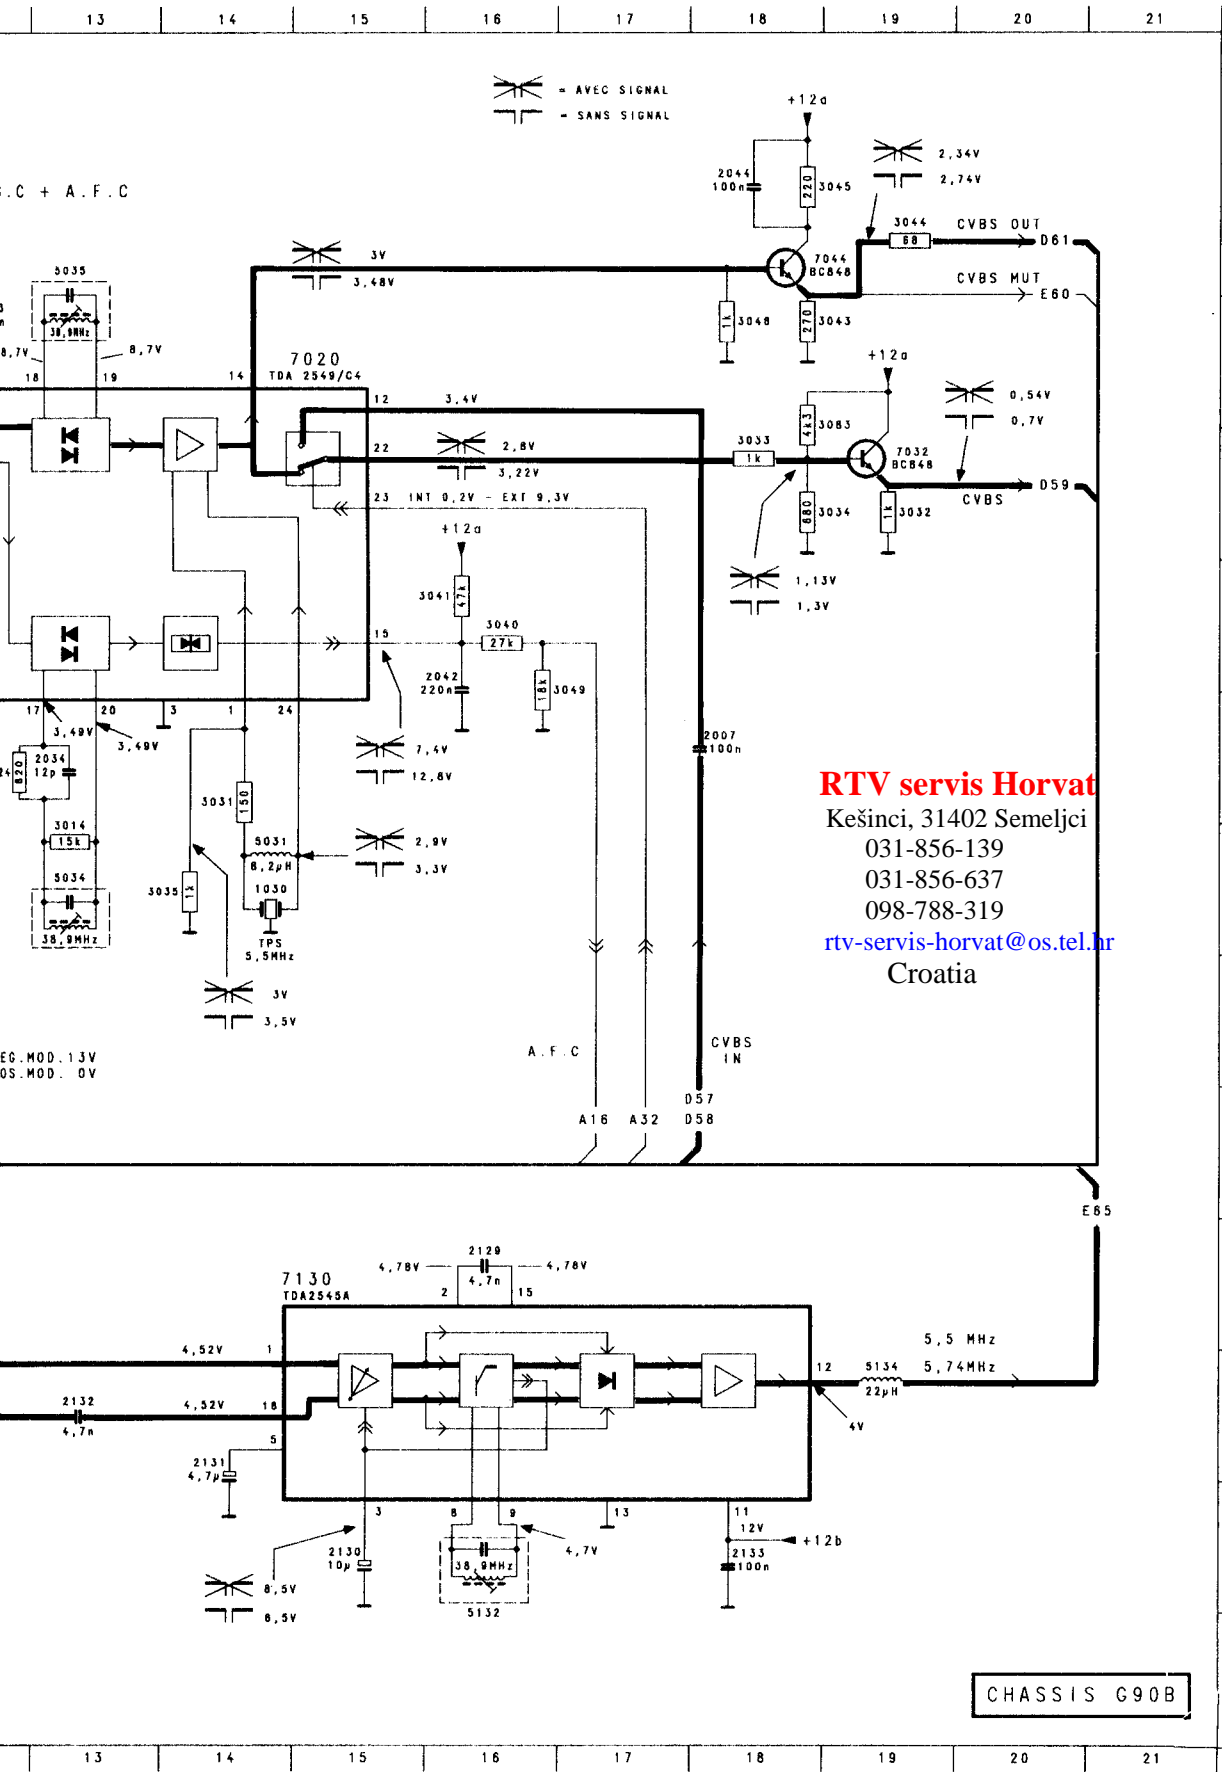 13 14 15 16 17 18 19 20 21
= AVEC SIGNAL
= SANS SIGNAL
+12a
.C + A.F.C
2044
100n
220
3045
2,34V
2,74V
3044
68
CVBS OUT
D61
3V
3,48V
7044
BC848
CVBS MUT
E60
5035
38,9MHz
8,7V
8,7V
1k
3048
270
3043
+12a
18
19
14
7020
TDA 2549/C4
12
3,4V
0,54V
0,7V
4k3
3083
22
2,8V
3,22V
3033
1k
7032
BC848
D59
CVBS
23
INT 0,2V - EXT 9,3V
680
3034
1k
3032
+12a
1,13V
1,3V
3041
47k
15
3040
27k
2042
220n
18k
3049
17
20
3
1
24
3,49V
3,49V
7,4V
12,8V
2007
100n
820
2034
12p
3031
150
3014
15k
5031
8,2µH
2,9V
3,3V
5034
38,9MHz
3035
1k
1030
TPS
5,5MHz
3V
3,5V
RTV servis Horvat
Kešinci, 31402 Semeljci
031-856-139
031-856-637
098-788-319
rtv-servis-horvat@os.tel.hr
Croatia
EG.MOD.13V
OS.MOD. 0V
A.F.C
CVBS
IN
D57
A16
A32
D58
E65
2129
4,78V
4,7n
4,78V
7130
TDA2545A
2
15
4,52V
1
5,5 MHz
5,74MHz
12
5134
22µH
2132
4,7n
4,52V
16
4V
5
2131
4,7µ
3
8
9
13
11
12V
+12b
2130
10µ
38,9MHz
4,7V
2133
100n
8,5V
6,5V
5132
CHASSIS G90B
13 14 15 16 17 18 19 20 21